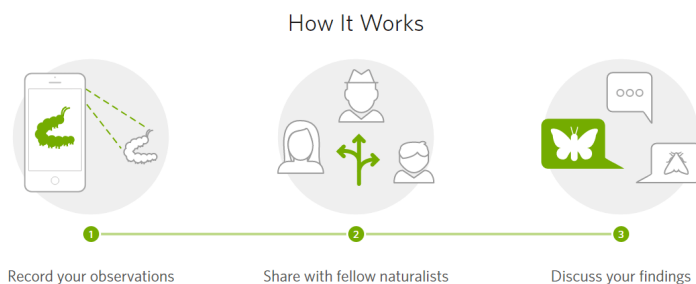 How It Works
1
2
3
Record your observations
Share with fellow naturalists
Discuss your findings